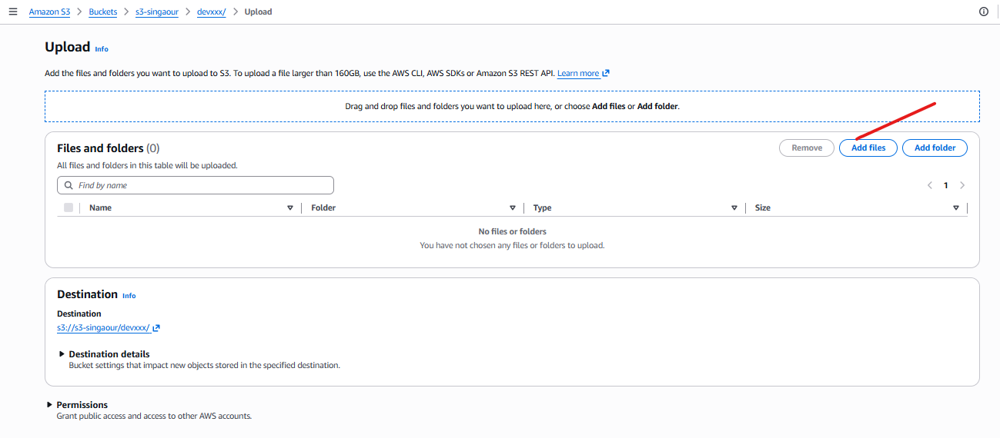 Amazon S3 > Buckets > s3-singaour > devxxx/ > Upload
Upload Info
Add the files and folders you want to upload to S3. To upload a file larger than 160GB, use the AWS CLI, AWS SDKs or Amazon S3 REST API. Learn more
Drag and drop files and folders you want to upload here, or choose Add files or Add folder.
Files and folders (0)
Remove Add files Add folder
All files and folders in this table will be uploaded.
Find by name
1
Name Folder Type Size
No files or folders
You have not chosen any files or folders to upload.
Destination Info
Destination
s3://s3-singaour/devxxx/
Destination details
Bucket settings that impact new objects stored in the specified destination.
Permissions
Grant public access and access to other AWS accounts.